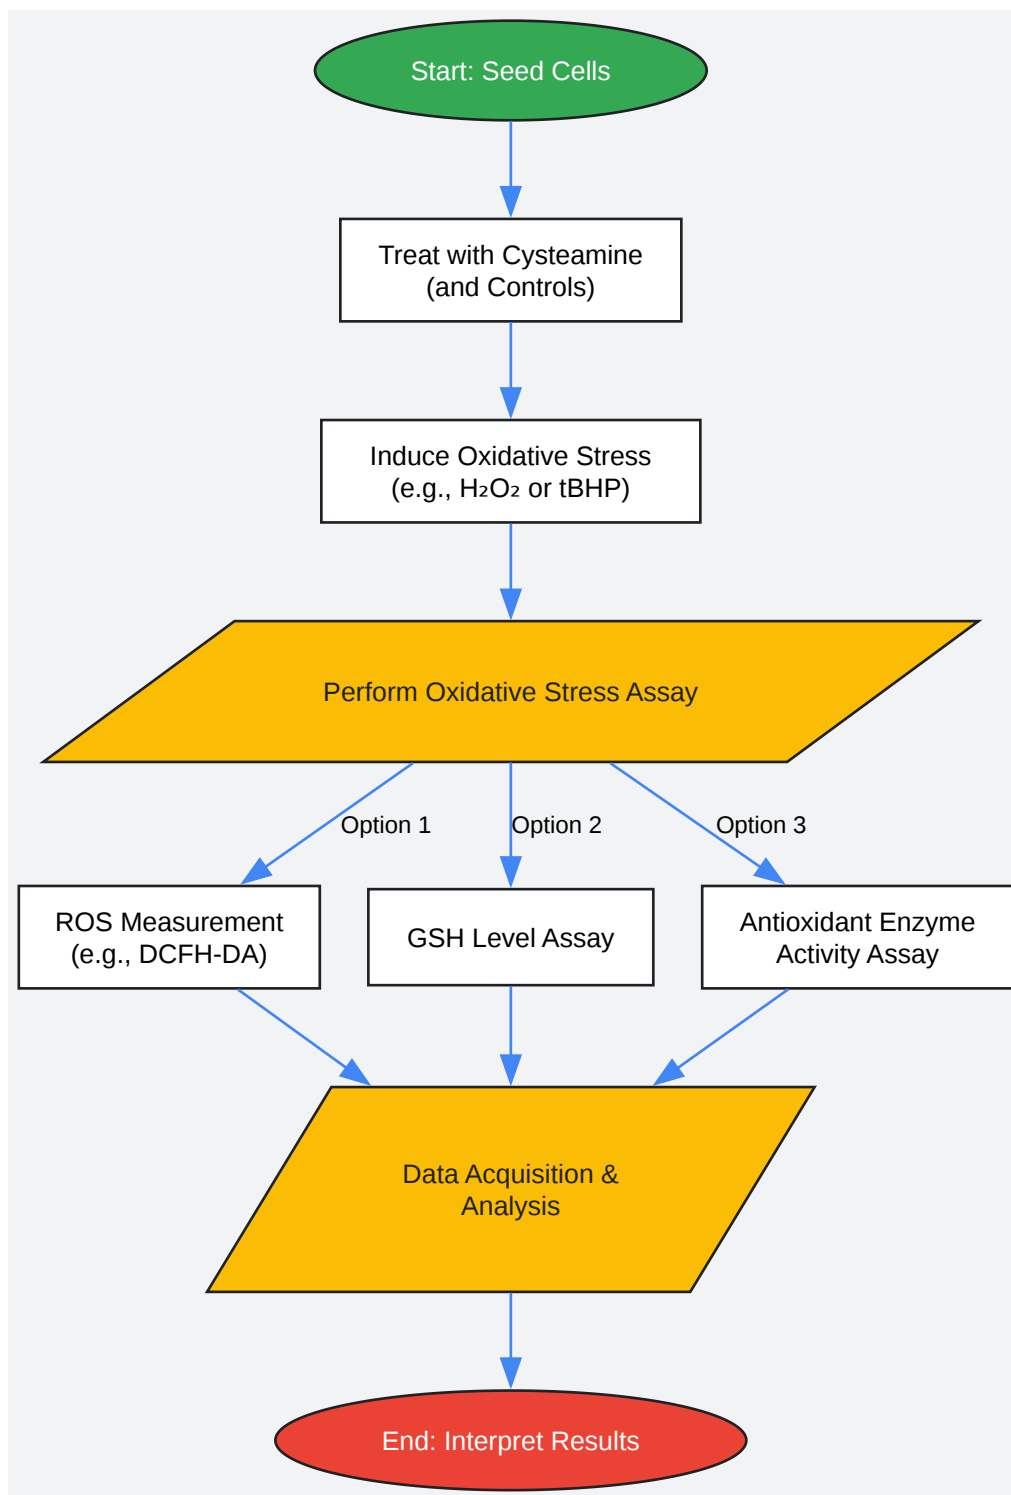 Start: Seed Cells
Treat with Cysteamine
(and Controls)
Induce Oxidative Stress
(e.g., H₂O₂ or tBHP)
Perform Oxidative Stress Assay
Option 1
Option 2
Option 3
ROS Measurement
(e.g., DCFH-DA)
GSH Level Assay
Antioxidant Enzyme
Activity Assay
Data Acquisition &
Analysis
End: Interpret Results